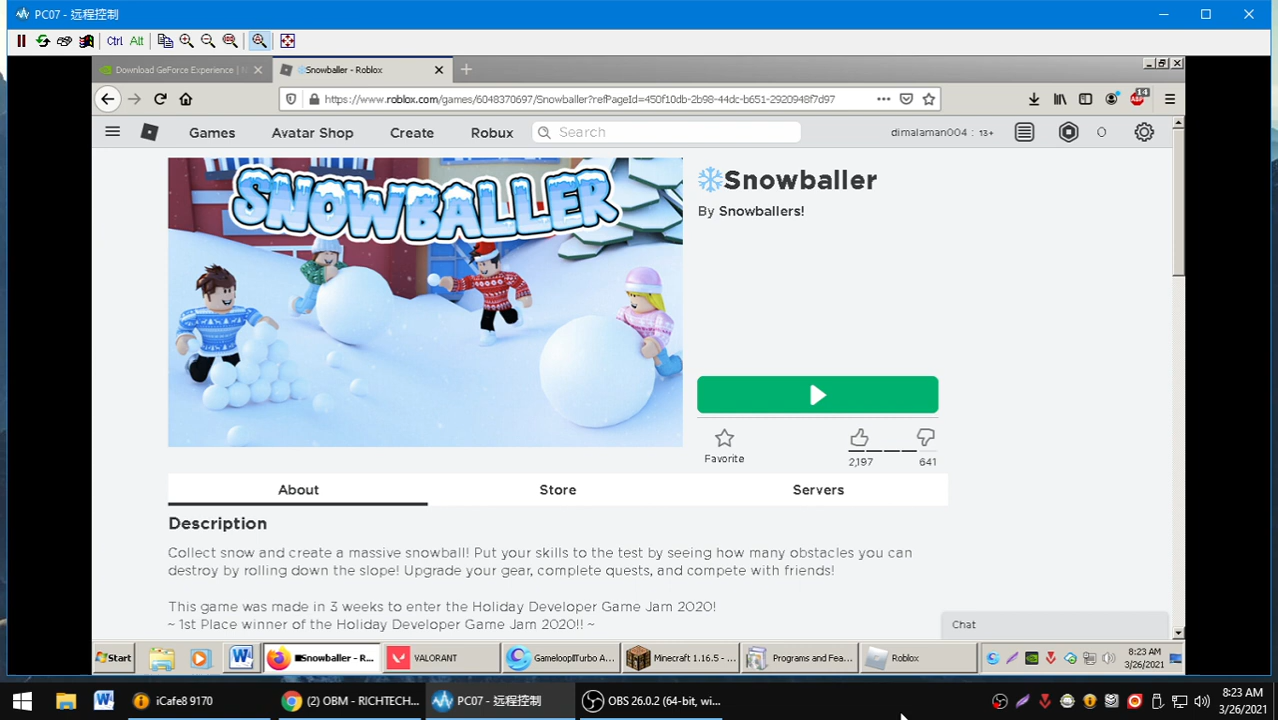 PC07 - 远程控制
Ctrl Alt
Download GeForce Experience | N
Snowballer - Roblox
https://www.roblox.com/games/6048370697/Snowballer?refPageId=450f10db-2b98-44dc-b651-2920948f7d97
14
Games Avatar Shop Create Robux Search dimalaman004 : 13+ 0
SNOWBALLER
Snowballer
By Snowballers!
Favorite 2,197 641
About Store Servers
Description
Collect snow and create a massive snowball! Put your skills to the test by seeing how many obstacles you can
destroy by rolling down the slope! Upgrade your gear, complete quests, and compete with friends!
This game was made in 3 weeks to enter the Holiday Developer Game Jam 2020!
~ 1st Place winner of the Holiday Developer Game Jam 2020!! ~
Chat
Start Snowballer - R... VALORANT Gameloop|Turbo A... Minecraft 1.16.5 - ... Programs and Fea... Roblox 8:23 AM
3/26/2021
iCafe8 9170 (2) OBM - RICHTECH... PC07 - 远程控制 OBS 26.0.2 (64-bit, wi... 8:23 AM
3/26/2021